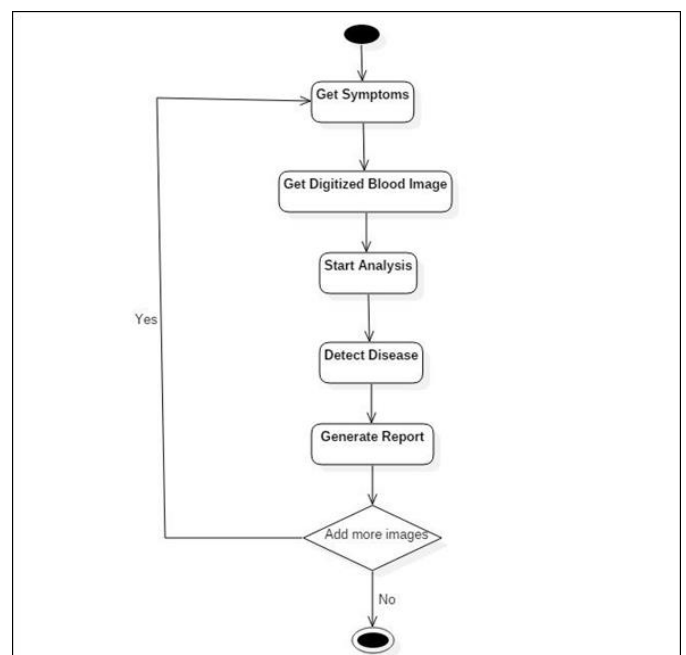 Get Symptoms
Get Digitized Blood Image
Start Analysis
Yes
Detect Disease
Generate Report
Add more images
No